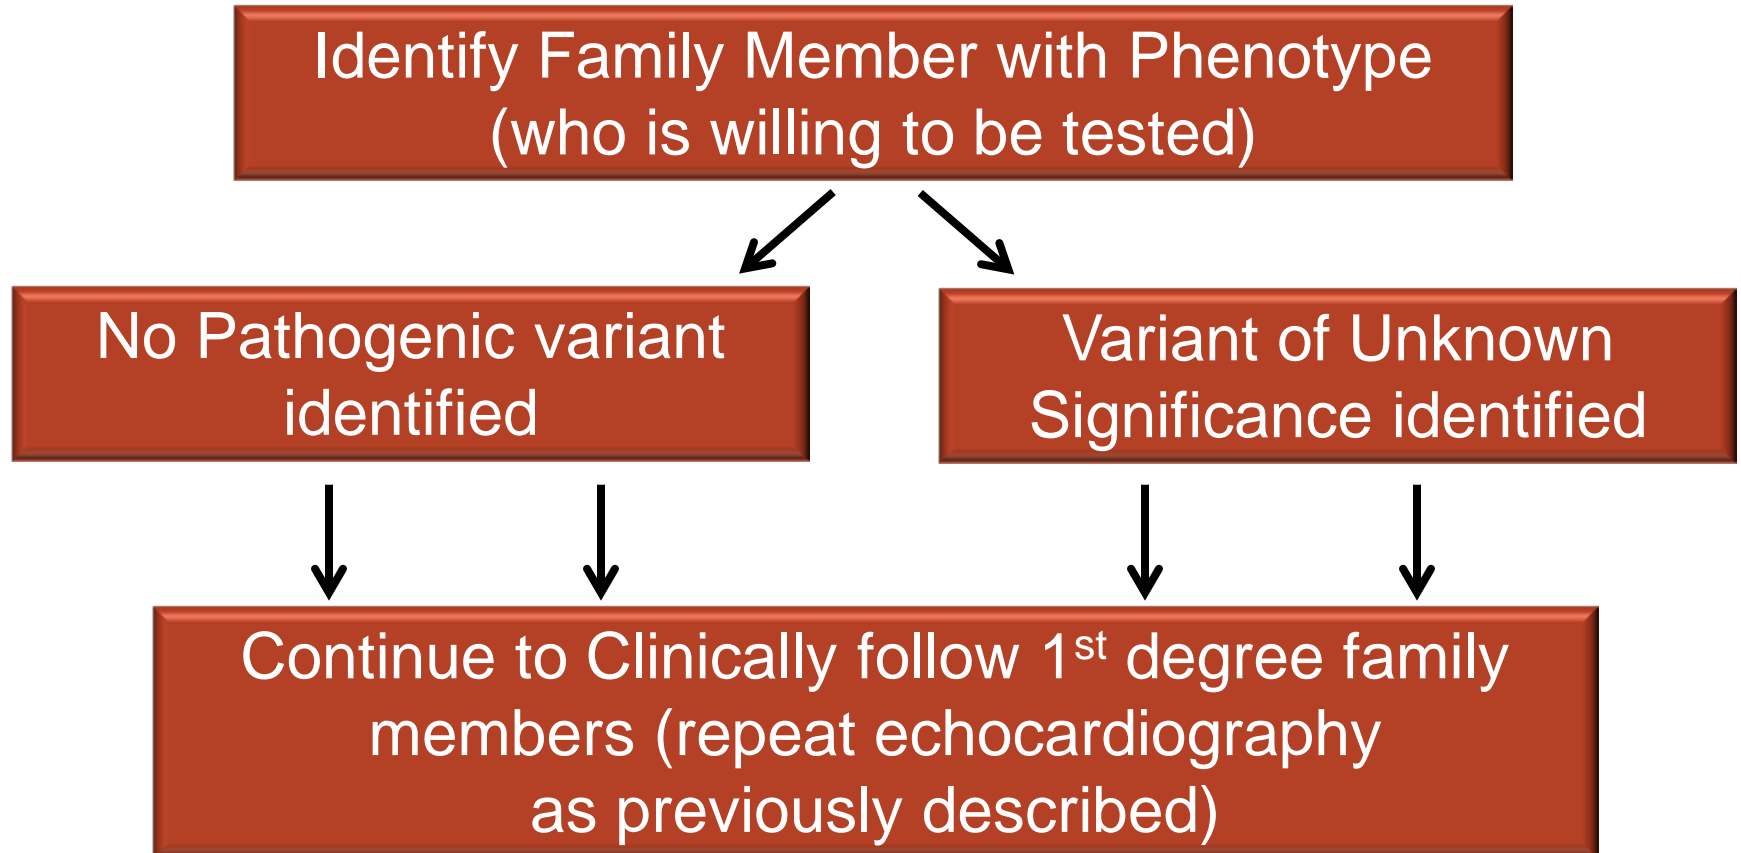 Identify Family Member with Phenotype
(who is willing to be tested)
No Pathogenic variant
identified
Variant of Unknown
Significance identified
Continue to Clinically follow 1st degree family
members (repeat echocardiography
as previously described)